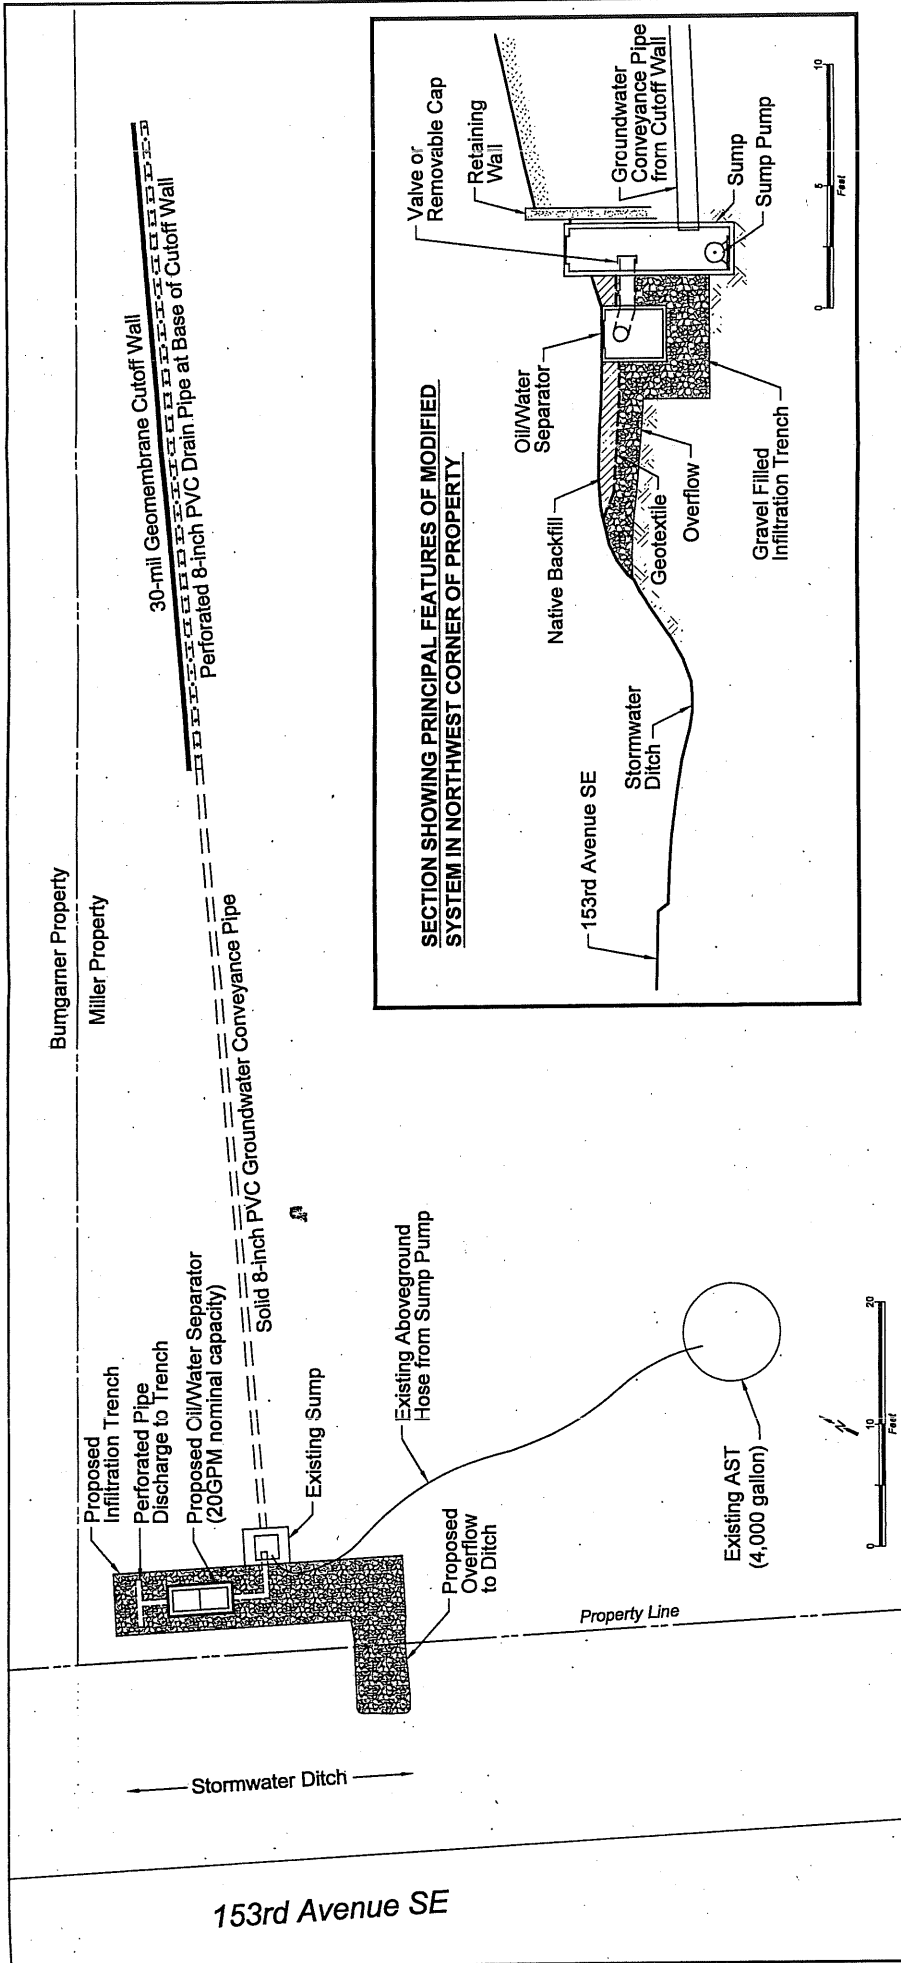 Bumgarner Property
Miller Property
30-mil Geomembrane Cutoff Wall
Perforated 8-inch PVC Drain Pipe at Base of Cutoff Wall
Solid 8-inch PVC Groundwater Conveyance Pipe
Proposed
Infiltration Trench
Perforated Pipe
Discharge to Trench
Proposed Oil/Water Separator
(20GPM nominal capacity)
Existing Sump
Existing Aboveground
Hose from Sump Pump
Proposed
Overflow
to Ditch
Existing AST
(4,000 gallon)
Property Line
Stormwater Ditch
153rd Avenue SE
N
0
10
20
Feet
SECTION SHOWING PRINCIPAL FEATURES OF MODIFIED
SYSTEM IN NORTHWEST CORNER OF PROPERTY
153rd Avenue SE
Stormwater
Ditch
Native Backfill
Geotextile
Overflow
Oil/Water
Separator
Gravel Filled
Infiltration Trench
Valve or
Removable Cap
Retaining
Wall
Groundwater
Conveyance Pipe
from Cutoff Wall
Sump
Sump Pump
0
5
10
Feet